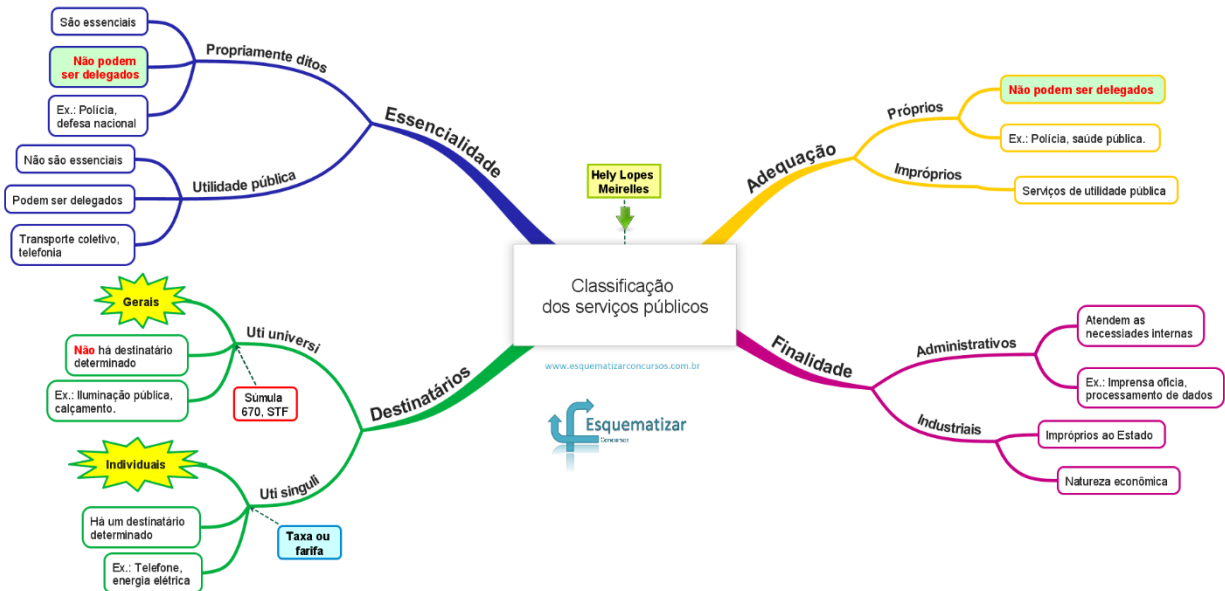 Hely Lopes
Meirelles
Classificação
dos serviços públicos
www.esquematizarconcursos.com.br
Esquematizar
Concursos
Essencialidade
Propriamente ditos
São essenciais
Não podem
ser delegados
Ex.: Polícia,
defesa nacional
Utilidade pública
Não são essenciais
Podem ser delegados
Transporte coletivo,
telefonia
Destinatários
Uti universi
Gerais
Não há destinatário
determinado
Ex.: Iluminação pública,
calçamento.
Súmula
670, STF
Uti singuli
Individuais
Há um destinatário
determinado
Ex.: Telefone,
energia elétrica
Taxa ou
farifa
Adequação
Próprios
Não podem ser delegados
Ex.: Polícia, saúde pública.
Impróprios
Serviços de utilidade pública
Finalidade
Administrativos
Atendem as
necessiades internas
Ex.: Imprensa oficia,
processamento de dados
Industriais
Impróprios ao Estado
Natureza econômica